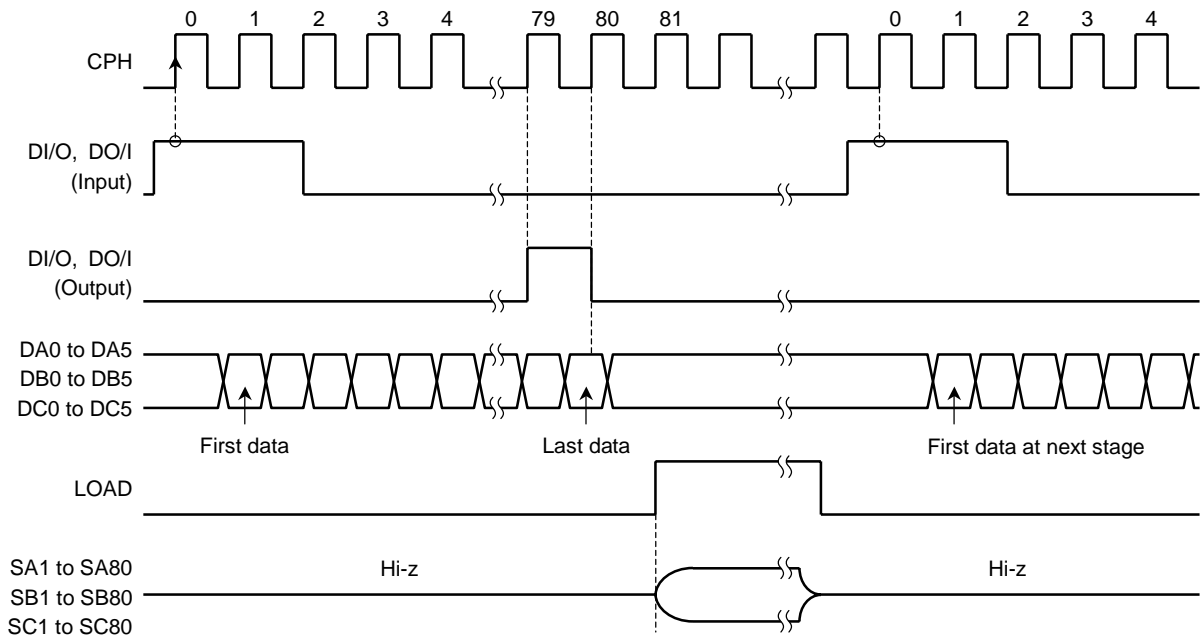 0 1 2 3 4 79 80 81 0 1 2 3 4
CPH
DI/O, DO/I
(Input)
DI/O, DO/I
(Output)
DA0 to DA5
DB0 to DB5
DC0 to DC5
First data Last data First data at next stage
LOAD
SA1 to SA80
Hi-z Hi-z
SB1 to SB80
SC1 to SC80